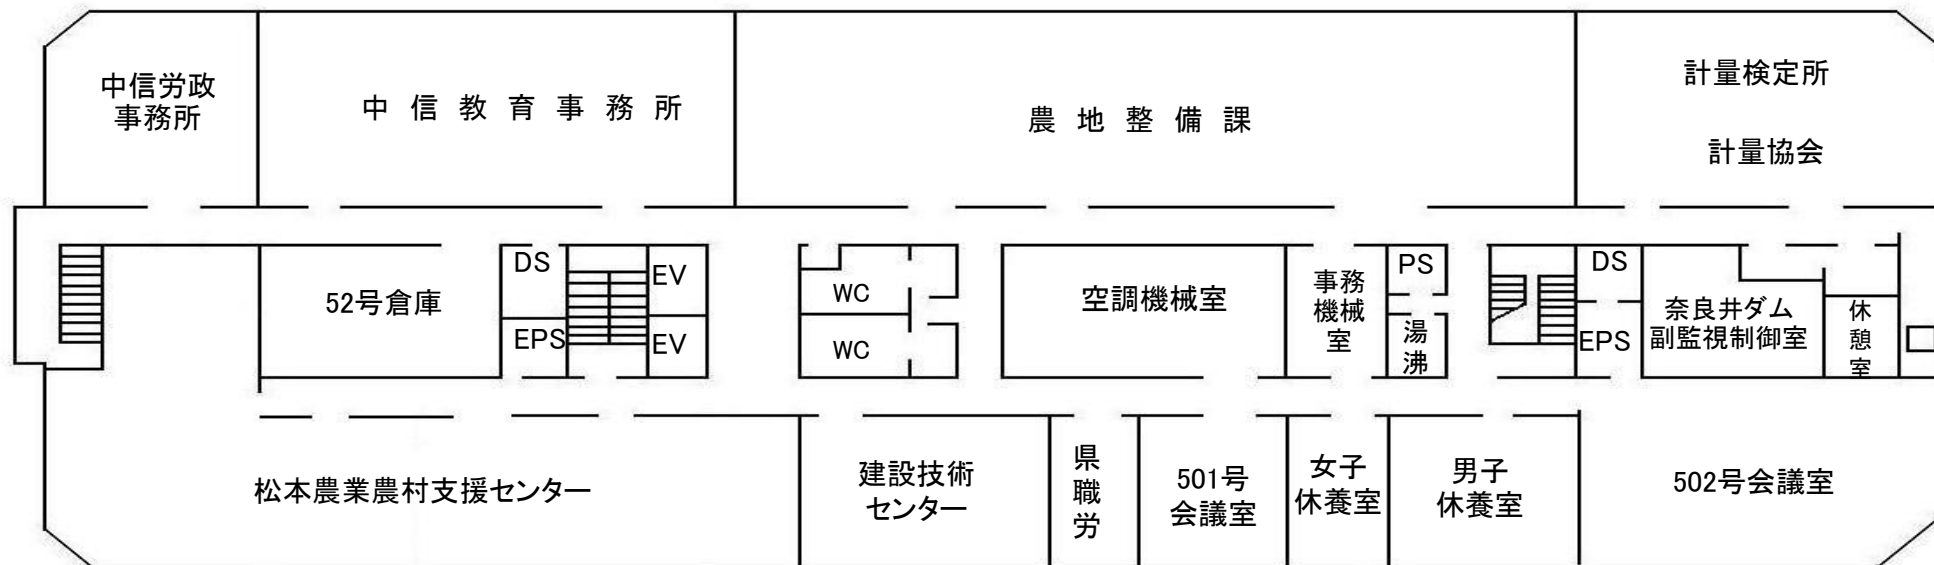 中信労政
事務所
中信教育事務所
農地整備課
計量検定所
計量協会
52号倉庫
DS
EPS
EV
EV
WC
WC
空調機械室
事務
機械
室
PS
湯
沸
DS
EPS
奈良井ダム
副監視制御室
休
憩
室
松本農業農村支援センター
建設技術
センター
県
職
労
501号
会議室
女子
休養室
男子
休養室
502号会議室